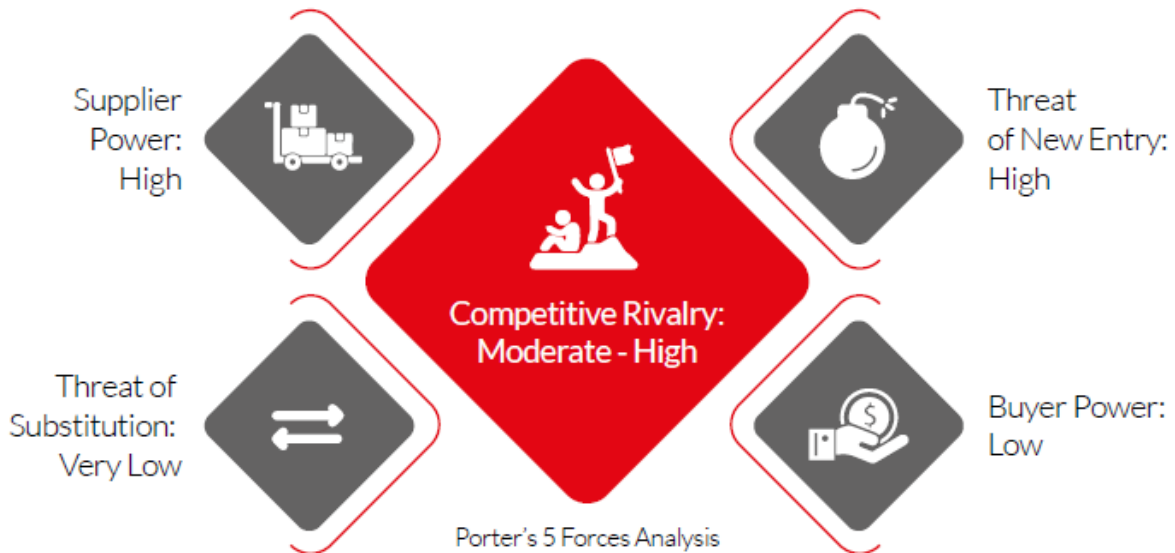 Supplier
Power:
High
Threat
of New Entry:
High
Competitive Rivalry:
Moderate - High
Threat of
Substitution:
Very Low
$
Buyer Power:
Low
Porter's 5 Forces Analysis